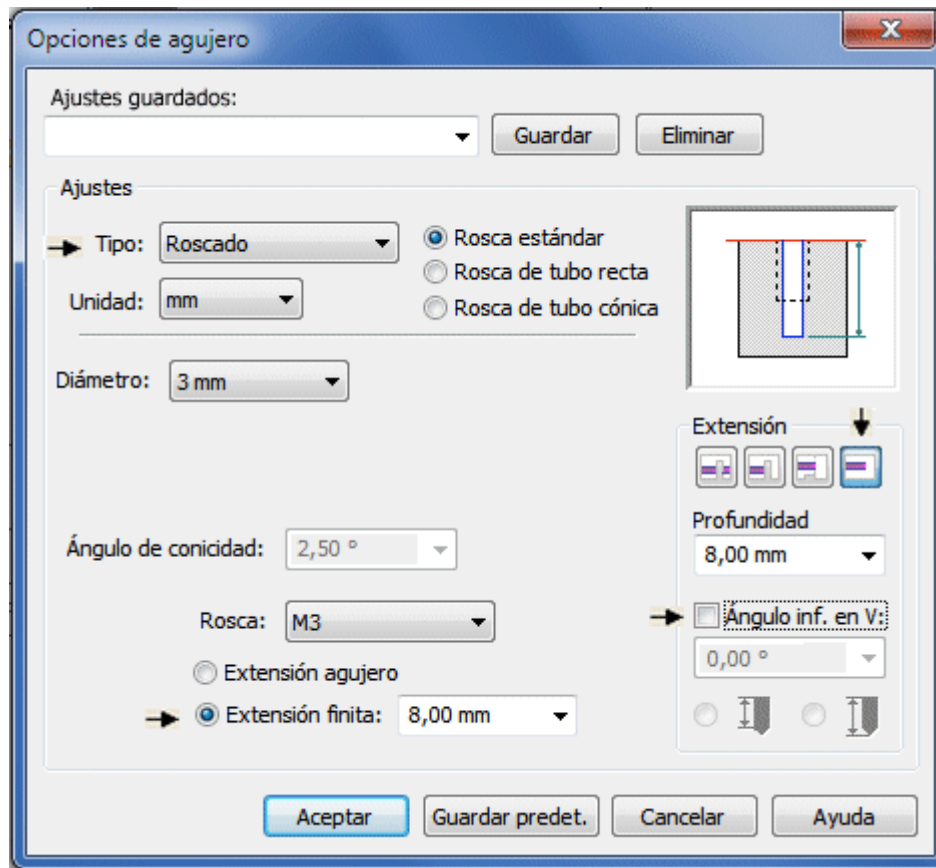 Opciones de agujero
Ajustes guardados:
Guardar Eliminar
Ajustes
Tipo: Roscado
Rosca estándar
Rosca de tubo recta
Unidad: mm
Rosca de tubo cónica
Diámetro: 3 mm
Extensión
Profundidad
8,00 mm
Ángulo de conicidad: 2,50 °
Rosca: M3
Ángulo inf. en V:
0,00 °
Extensión agujero
Extensión finita: 8,00 mm
Aceptar Guardar predet. Cancelar Ayuda